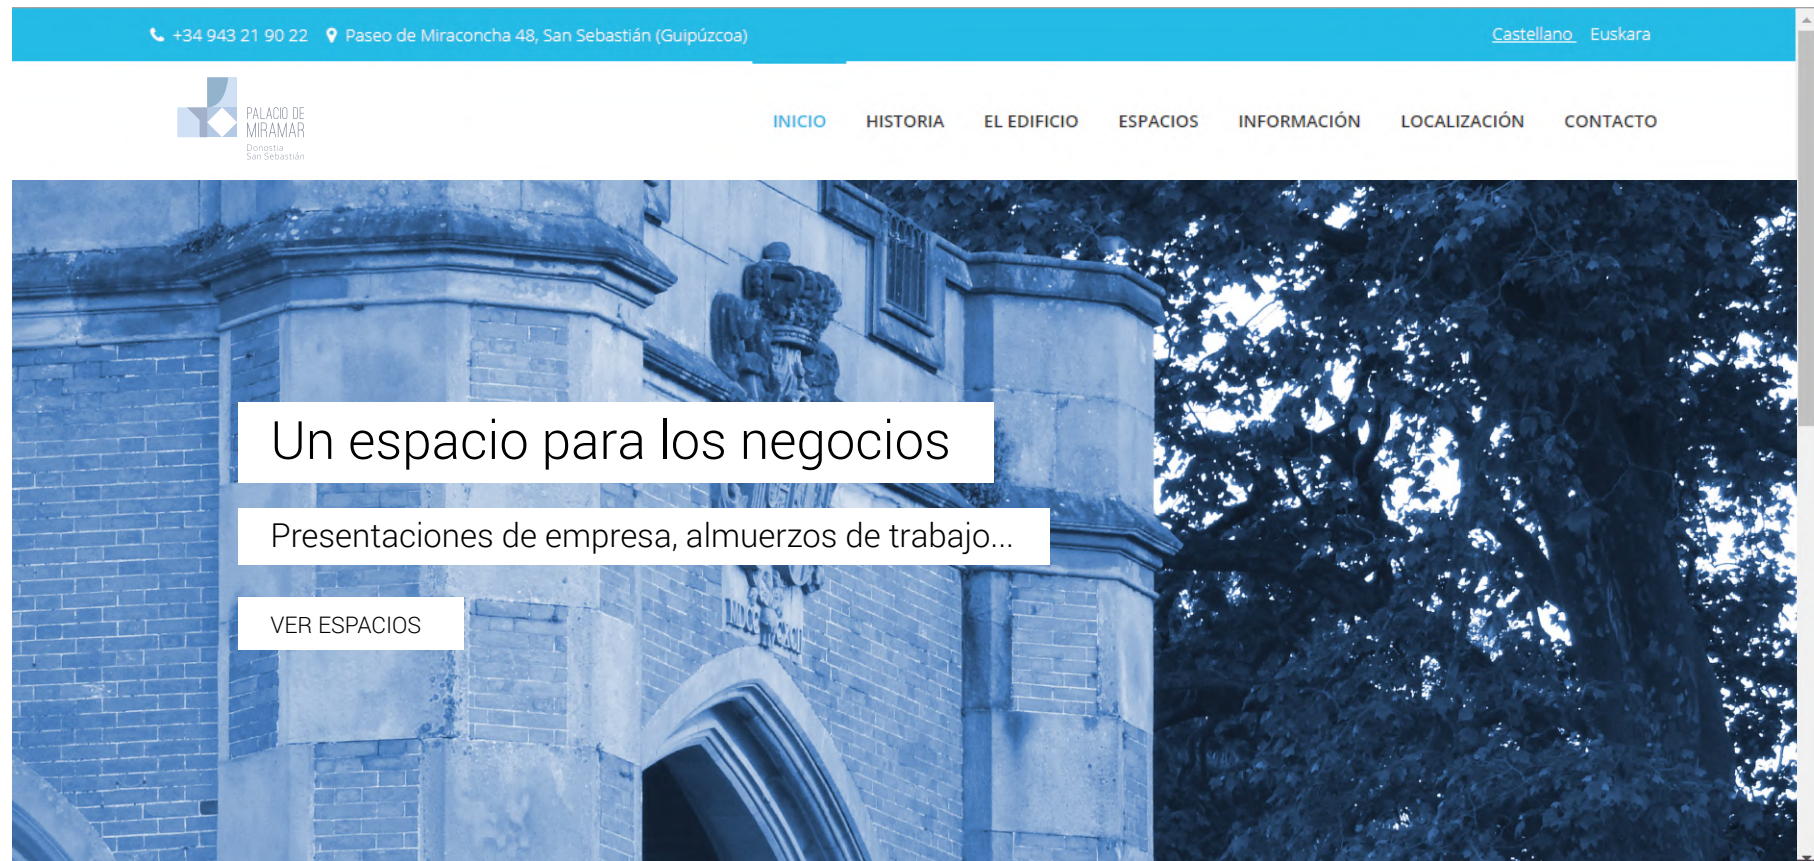 +34 943 21 90 22 Paseo de Miraconcha 48, San Sebastián (Guipúzcoa) Castellano Euskara
PALACIO DE
MIRAMAR
Donostia
San Sebastián
INICIO HISTORIA EL EDIFICIO ESPACIOS INFORMACIÓN LOCALIZACIÓN CONTACTO
Un espacio para los negocios
Presentaciones de empresa, almuerzos de trabajo...
VER ESPACIOS